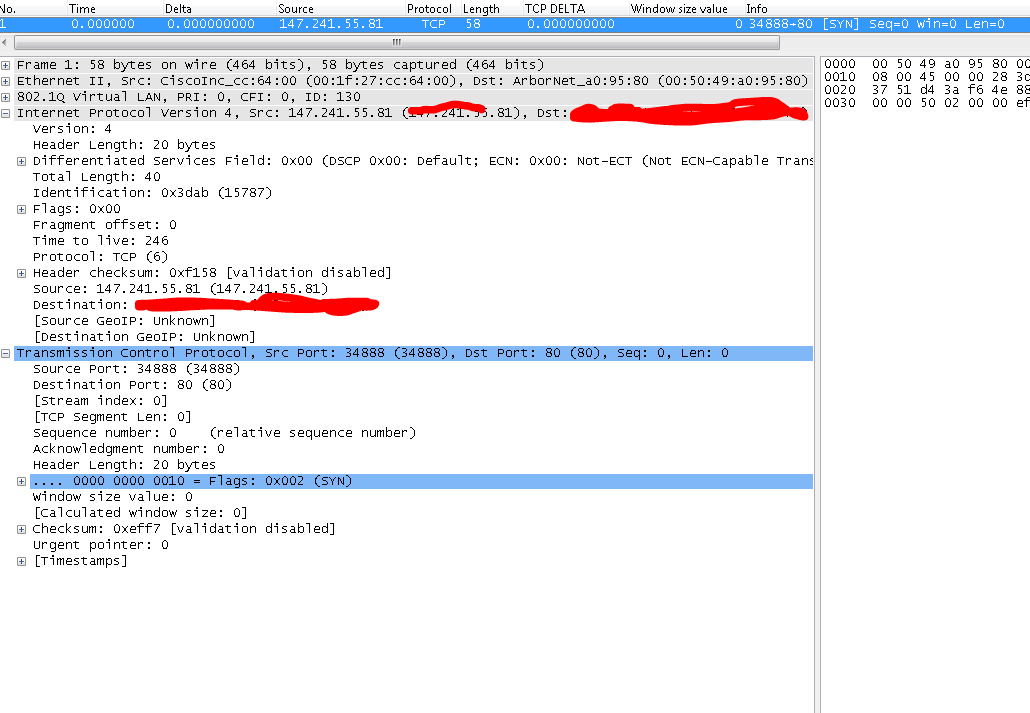 No. Time Delta Source Protocol Length TCP DELTA Window size value Info
1 0.000000 0.000000000 147.241.55.81 TCP 58 0.000000000 0 34888→80 [SYN] Seq=0 Win=0 Len=0
Frame 1: 58 bytes on wire (464 bits), 58 bytes captured (464 bits)
Ethernet II, Src: CiscoInc_cc:64:00 (00:1f:27:cc:64:00), Dst: ArborNet_a0:95:80 (00:50:49:a0:95:80)
802.1Q Virtual LAN, PRI: 0, CFI: 0, ID: 130
Internet Protocol Version 4, Src: 147.241.55.81 (147.241.55.81), Dst:
Version: 4
Header Length: 20 bytes
Differentiated Services Field: 0x00 (DSCP 0x00: Default; ECN: 0x00: Not-ECT (Not ECN-Capable Trans
Total Length: 40
Identification: 0x3dab (15787)
Flags: 0x00
Fragment offset: 0
Time to live: 246
Protocol: TCP (6)
Header checksum: 0xf158 [validation disabled]
Source: 147.241.55.81 (147.241.55.81)
Destination:
[Source GeoIP: Unknown]
[Destination GeoIP: Unknown]
Transmission Control Protocol, Src Port: 34888 (34888), Dst Port: 80 (80), Seq: 0, Len: 0
Source Port: 34888 (34888)
Destination Port: 80 (80)
[Stream index: 0]
[TCP Segment Len: 0]
Sequence number: 0 (relative sequence number)
Acknowledgment number: 0
Header Length: 20 bytes
.... 0000 0000 0010 = Flags: 0x002 (SYN)
Window size value: 0
[Calculated window size: 0]
Checksum: 0xeff7 [validation disabled]
Urgent pointer: 0
[Timestamps]
0000 00 50 49 a0 95 80 00
0010 08 00 45 00 00 28 3d
0020 37 51 d4 3a f6 4e 88
0030 00 00 50 02 00 00 ef